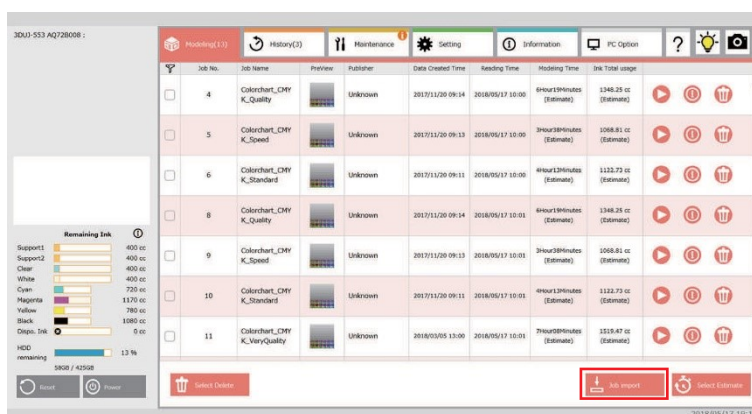 3DUJ-553 AQ72B008 :
Modeling(13)
History(3)
Maintenance
Setting
Information
PC Option
?
Job No. Job Name PreView Publisher Data Created Time Reading Time Modeling Time Ink Total usage
4 Colorchart_CMY Unknown 2017/11/20 09:14 2018/05/17 10:00 6Hour19Minutes 1348.25 cc
K_Quality (Estimate) (Estimate)
5 Colorchart_CMY Unknown 2017/11/20 09:13 2018/05/17 10:00 3Hour38Minutes 1068.81 cc
K_Speed (Estimate) (Estimate)
6 Colorchart_CMY Unknown 2017/11/20 09:11 2018/05/17 10:00 4Hour13Minutes 1122.73 cc
K_Standard (Estimate) (Estimate)
8 Colorchart_CMY Unknown 2017/11/20 09:14 2018/05/17 10:01 6Hour19Minutes 1348.25 cc
K_Quality (Estimate) (Estimate)
9 Colorchart_CMY Unknown 2017/11/20 09:13 2018/05/17 10:01 3Hour38Minutes 1068.81 cc
K_Speed (Estimate) (Estimate)
10 Colorchart_CMY Unknown 2017/11/20 09:11 2018/05/17 10:01 4Hour13Minutes 1122.73 cc
K_Standard (Estimate) (Estimate)
11 Colorchart_CMY Unknown 2018/03/05 13:00 2018/05/17 10:01 7Hour08Minutes 1519.47 cc
K_VaryQuality (Estimate) (Estimate)
Remaining Ink
Support1 400 cc
Support2 400 cc
Clear 400 cc
White 400 cc
Cyan 720 cc
Magenta 1170 cc
Yellow 780 cc
Black 1080 cc
Dispo. Ink 0 cc
HDD
remaining 13 %
58GB / 425GB
Reset
Power
Select Delete
Job import
Select Estimate